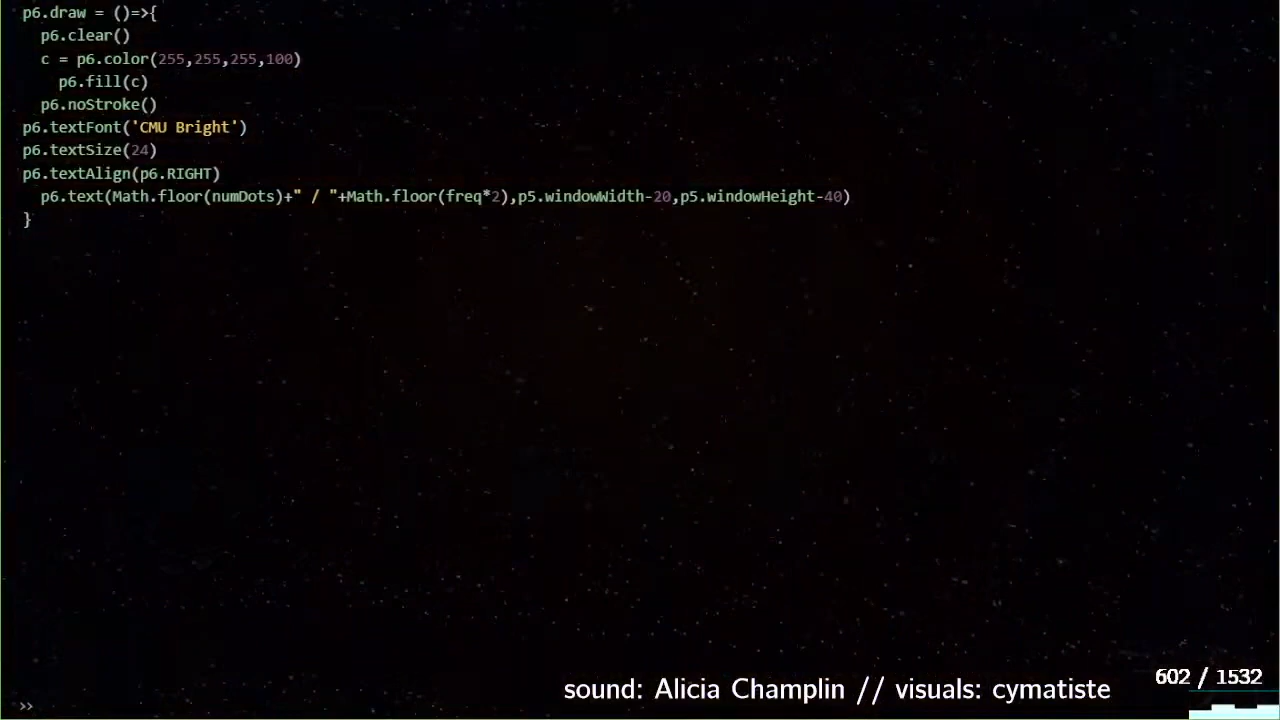 p6.draw = ()=>{
p6.clear()
c = p6.color(255,255,255,100)
p6.fill(c)
p6.noStroke()
p6.textFont('CMU Bright')
p6.textSize(24)
p6.textAlign(p6.RIGHT)
p6.text(Math.floor(numDots)+" / "+Math.floor(freq*2),p5.windowWidth-20,p5.windowHeight-40)
}
602 / 1532
sound: Alicia Champlin // visuals: cymatiste
>>